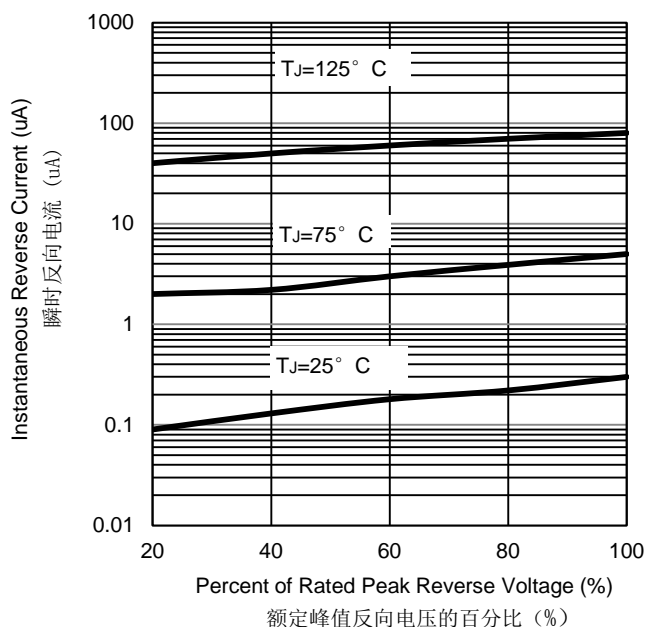 Instantaneous Reverse Current (uA)
瞬时反向电流 (uA)
1000
100
10
1
0.1
0.01
TJ=125° C
TJ=75° C
TJ=25° C
20 40 60 80 100
Percent of Rated Peak Reverse Voltage (%)
额定峰值反向电压的百分比（%）